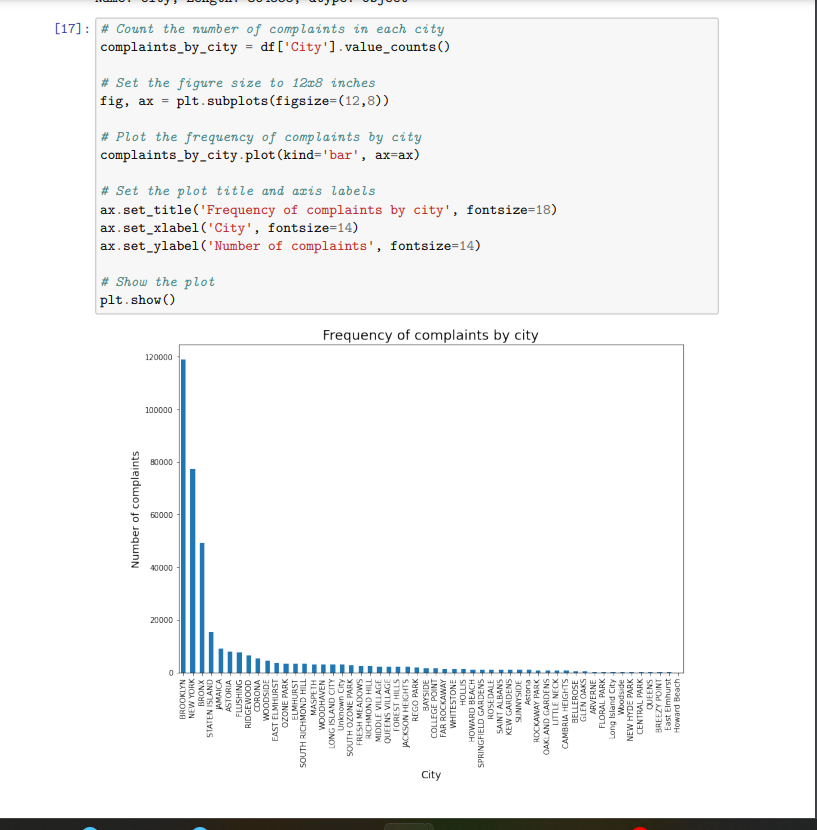 Name: City, Length: 364558, dtype: object
[17]: # Count the number of complaints in each city
complaints_by_city = df['City'].value_counts()
# Set the figure size to 12x8 inches
fig, ax = plt.subplots(figsize=(12,8))
# Plot the frequency of complaints by city
complaints_by_city.plot(kind='bar', ax=ax)
# Set the plot title and axis labels
ax.set_title('Frequency of complaints by city', fontsize=18)
ax.set_xlabel('City', fontsize=14)
ax.set_ylabel('Number of complaints', fontsize=14)
# Show the plot
plt.show()
Frequency of complaints by city
120000
100000
80000
60000
40000
20000
0
Number of complaints
BROOKLYN
NEW YORK
BRONX
STATEN ISLAND
JAMAICA
ASTORIA
FLUSHING
RIDGEWOOD
CORONA
WOODSIDE
EAST ELMHURST
OZONE PARK
ELMHURST
SOUTH RICHMOND HILL
MASPETH
WOODHAVEN
LONG ISLAND CITY
Unknown City
SOUTH OZONE PARK
FRESH MEADOWS
RICHMOND HILL
MIDDLE VILLAGE
QUEENS VILLAGE
FOREST HILLS
JACKSON HEIGHTS
REGO PARK
BAYSIDE
COLLEGE POINT
FAR ROCKAWAY
WHITESTONE
HOLLIS
HOWARD BEACH
SPRINGFIELD GARDENS
ROSEDALE
SAINT ALBANS
KEW GARDENS
SUNNYSIDE
Astoria
ROCKAWAY PARK
OAKLAND GARDENS
LITTLE NECK
CAMBRIA HEIGHTS
BELLEROSE
GLEN OAKS
ARVERNE
FLORAL PARK
Long Island City
Woodside
NEW HYDE PARK
CENTRAL PARK
QUEENS
BREEZY POINT
East Elmhurst
Howard Beach
City